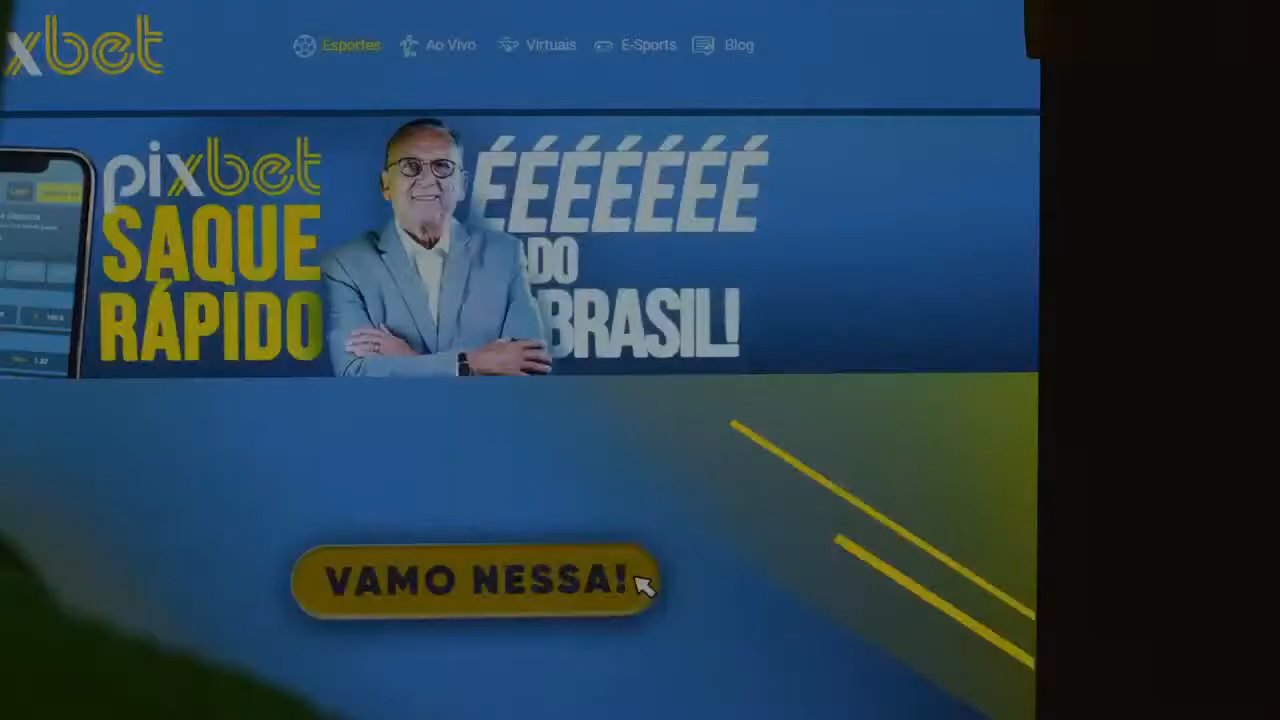 xbet
Esportes
Ao Vivo
Virtuais
E-Sports
Blog
pixbet
SAQUE
RÁPIDO
ÉÉÉÉÉÉÉ
DO
BRASIL!
VAMO NESSA!